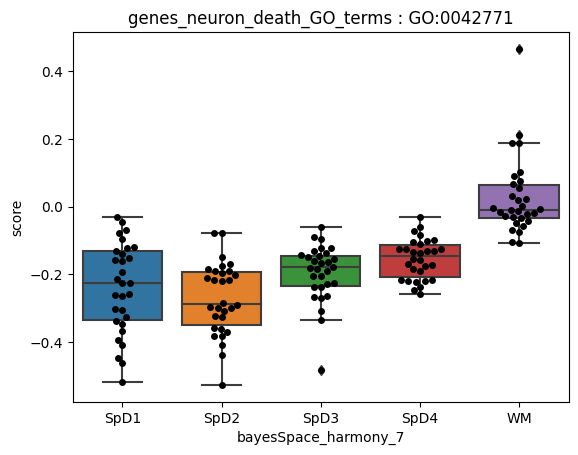 genes_neuron_death_GO_terms : GO:0042771
0.4
0.2
0.0
−0.2
−0.4
score
SpD1 SpD2 SpD3 SpD4 WM
bayesSpace_harmony_7